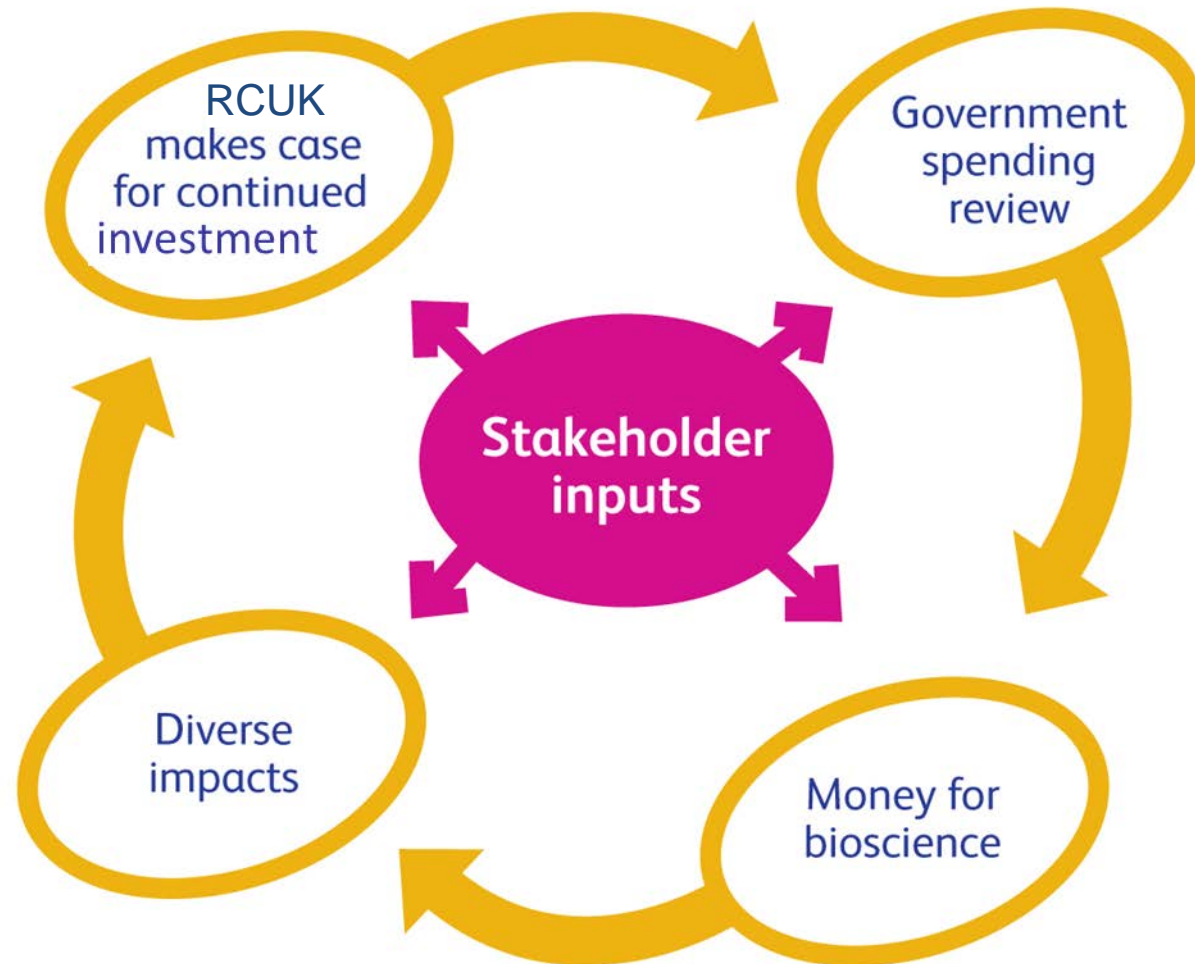 RCUK
makes case
for continued
investment
Government
spending
review
Stakeholder
inputs
Diverse
impacts
Money for
bioscience